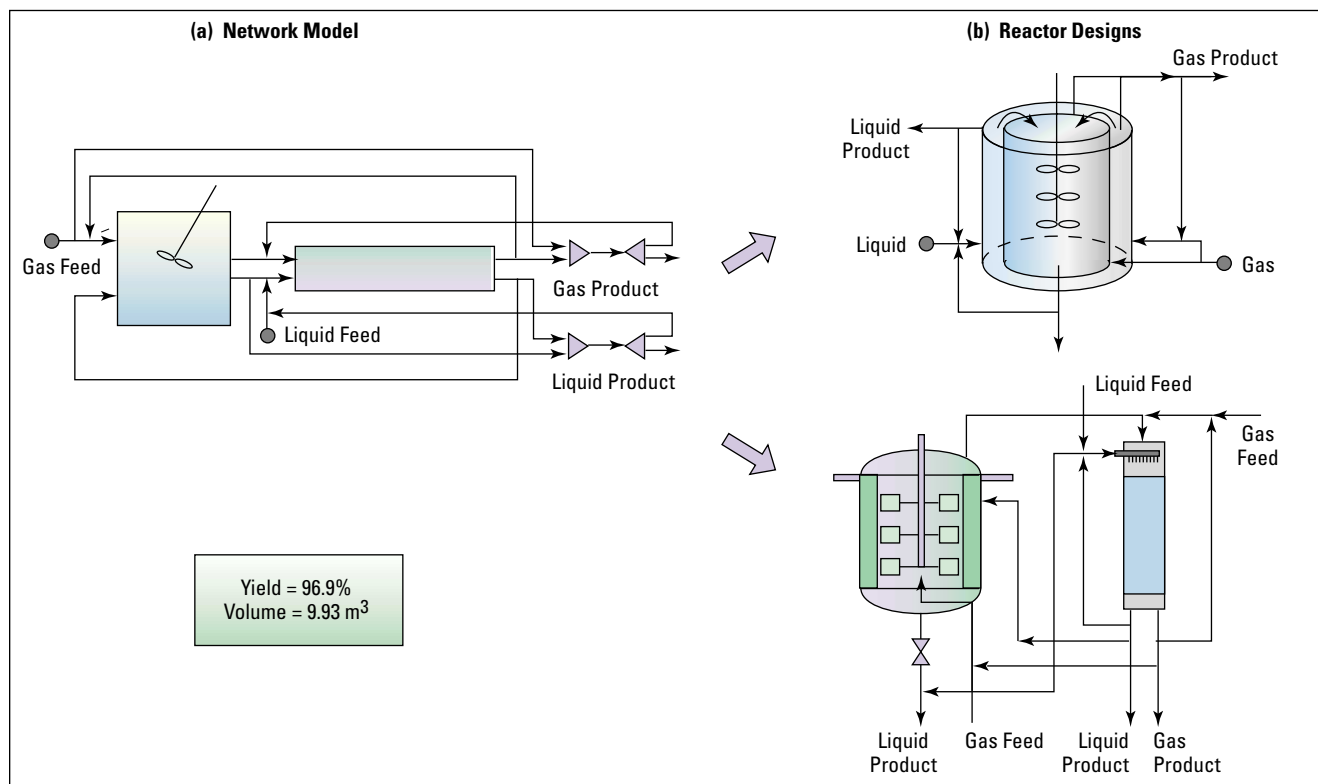 (a) Network Model
Gas Feed
Liquid Feed
Gas Product
Liquid Product
Yield = 96.9%
Volume = 9.93 m³
(b) Reactor Designs
Gas Product
Liquid
Product
Liquid
Gas
Liquid Feed
Gas
Feed
Liquid
Product
Gas Feed
Liquid
Product
Gas
Product